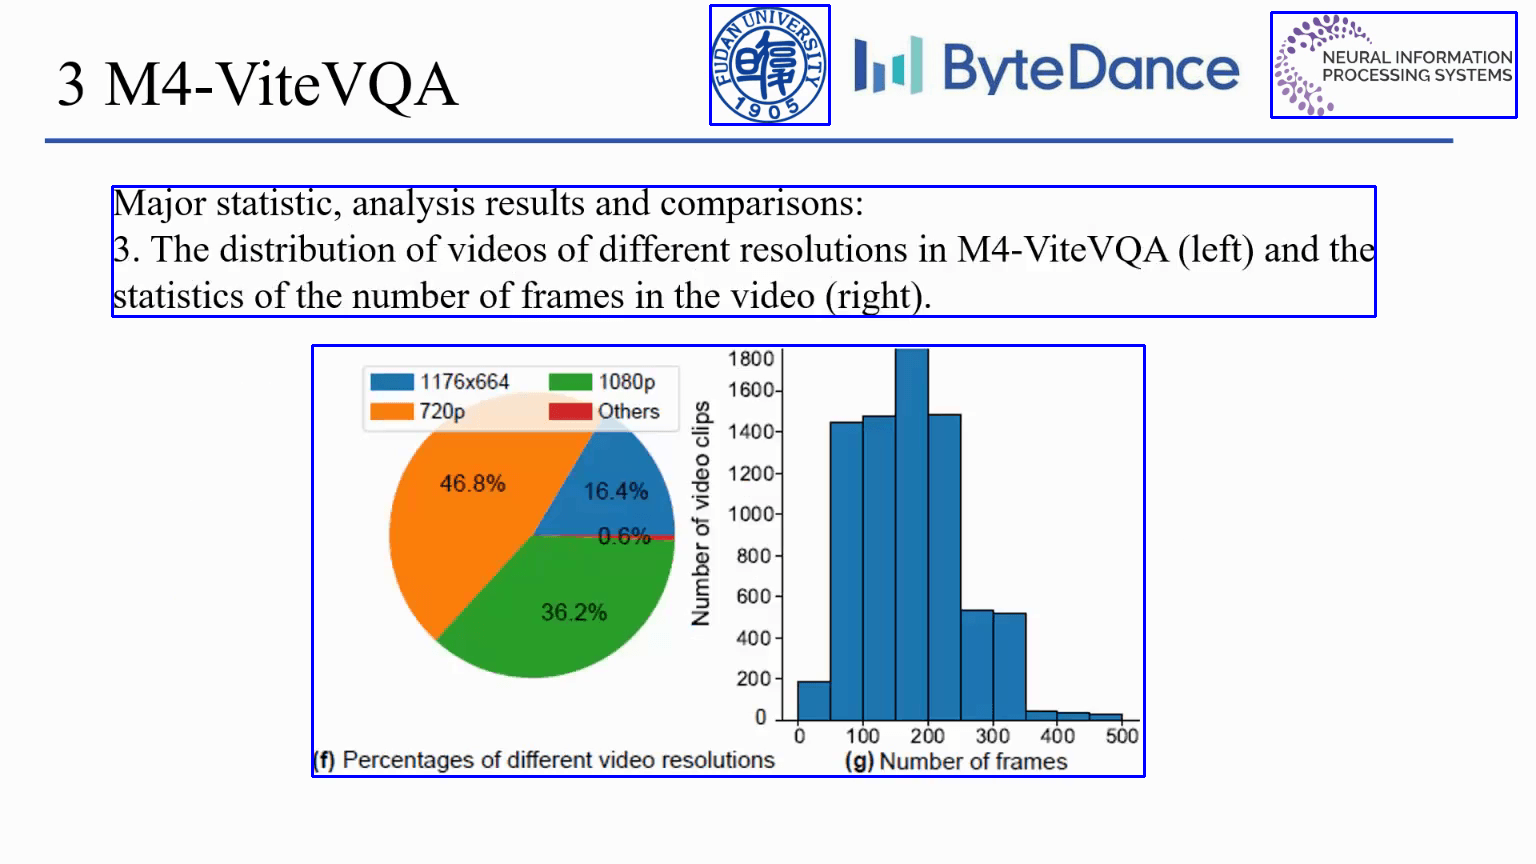 3 M4-ViteVQA
FUDAN UNIVERSITY
1905
ByteDance
NEURAL INFORMATION
PROCESSING SYSTEMS
Major statistic, analysis results and comparisons:
3. The distribution of videos of different resolutions in M4-ViteVQA (left) and the
statistics of the number of frames in the video (right).
1176x664 1080p
720p Others
46.8%
16.4%
0.6%
36.2%
(f) Percentages of different video resolutions
Number of video clips
1800
1600
1400
1200
1000
800
600
400
200
0
0 100 200 300 400 500
(g) Number of frames